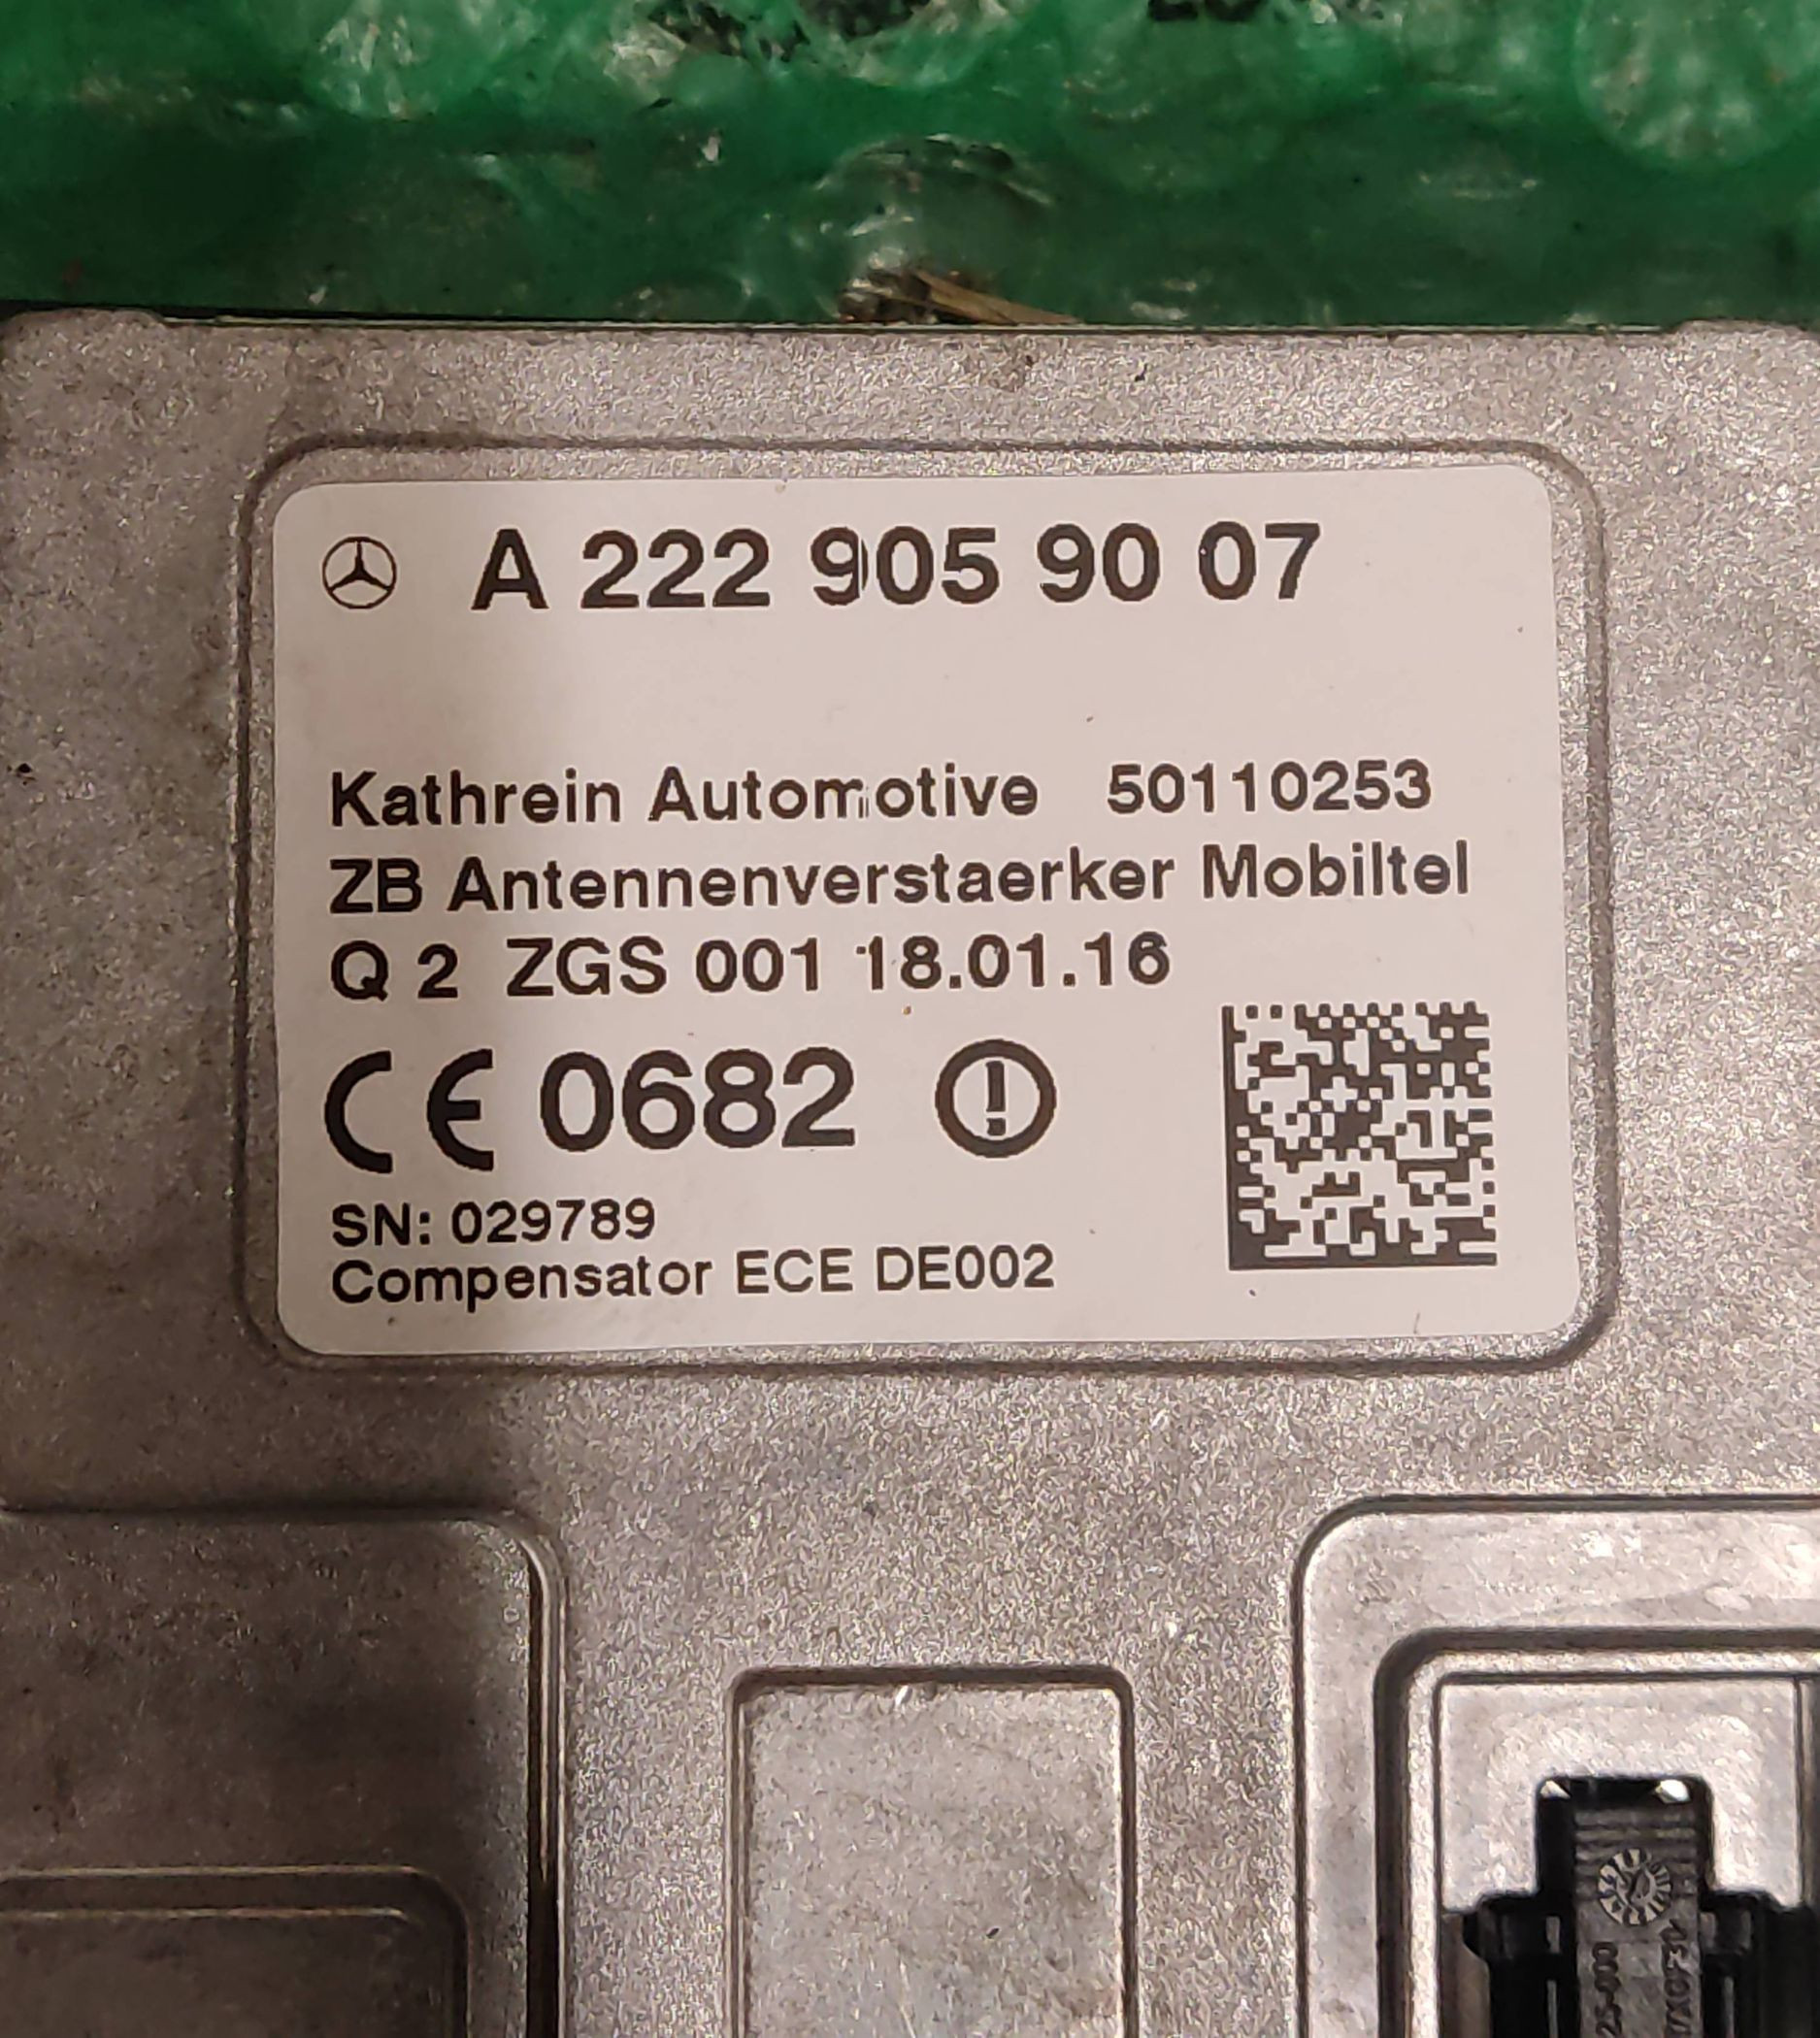 A 222 905 90 07
Kathrein Automotive 50110253
ZB Antennenverstaerker Mobiltel
Q 2 ZGS 001 18.01.16
CE 0682
SN: 029789
Compensator ECE DE002